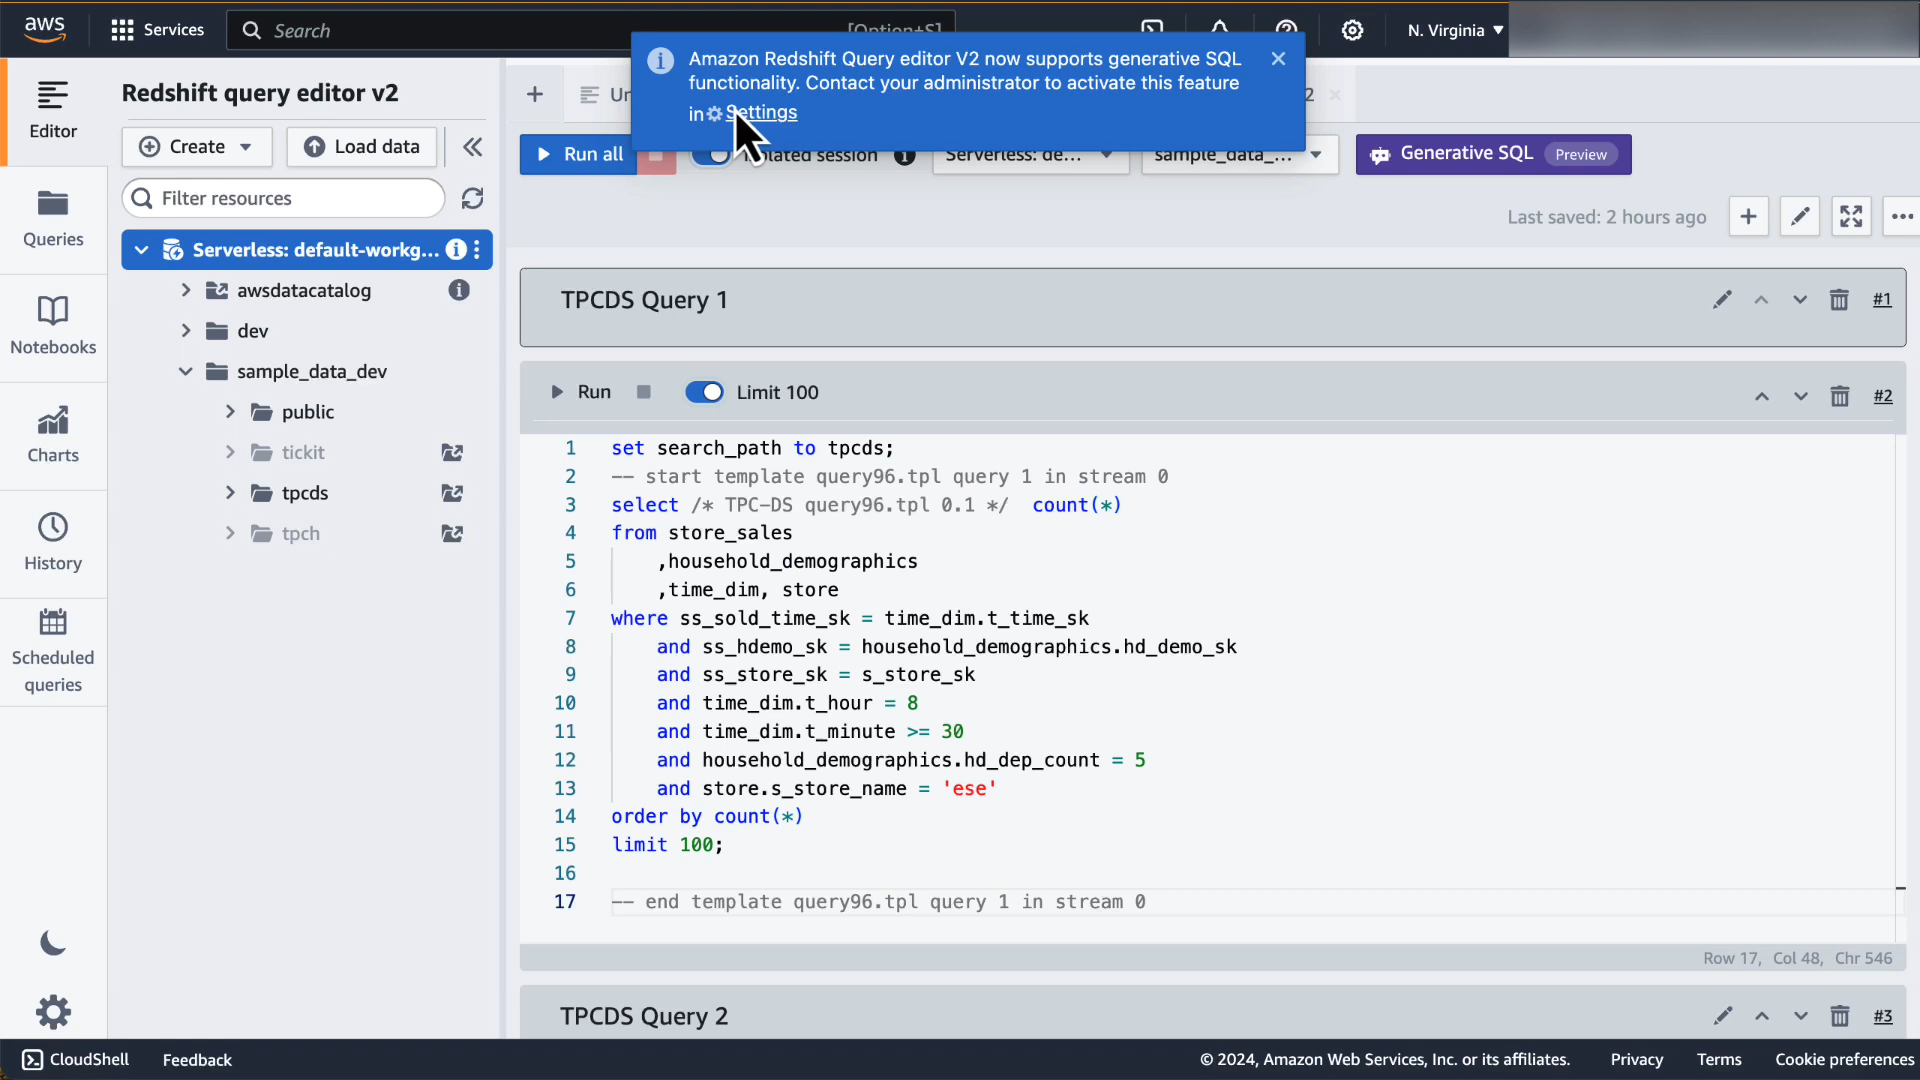 aws
Services
Search
[Option+S]
N. Virginia
Amazon Redshift Query editor V2 now supports generative SQL
functionality. Contact your administrator to activate this feature
in Settings
Editor
Queries
Notebooks
Charts
History
Scheduled
queries
Redshift query editor v2
Create
Load data
Filter resources
Serverless: default-workg...
awsdatacatalog
dev
sample_data_dev
public
tickit
tpcds
tpch
Un
2
Run all
Isolated session
Serverless: de...
sample_data_...
Generative SQL Preview
Last saved: 2 hours ago
TPCDS Query 1
#1
Run
Limit 100
#2
1 set search_path to tpcds;
2 -- start template query96.tpl query 1 in stream 0
3 select /* TPC-DS query96.tpl 0.1 */  count(*)
4 from store_sales
5     ,household_demographics
6     ,time_dim, store
7 where ss_sold_time_sk = time_dim.t_time_sk
8     and ss_hdemo_sk = household_demographics.hd_demo_sk
9     and ss_store_sk = s_store_sk
10     and time_dim.t_hour = 8
11     and time_dim.t_minute >= 30
12     and household_demographics.hd_dep_count = 5
13     and store.s_store_name = 'ese'
14 order by count(*)
15 limit 100;
16
17 -- end template query96.tpl query 1 in stream 0
Row 17, Col 48, Chr 546
TPCDS Query 2
#3
CloudShell
Feedback
© 2024, Amazon Web Services, Inc. or its affiliates.
Privacy
Terms
Cookie preferences